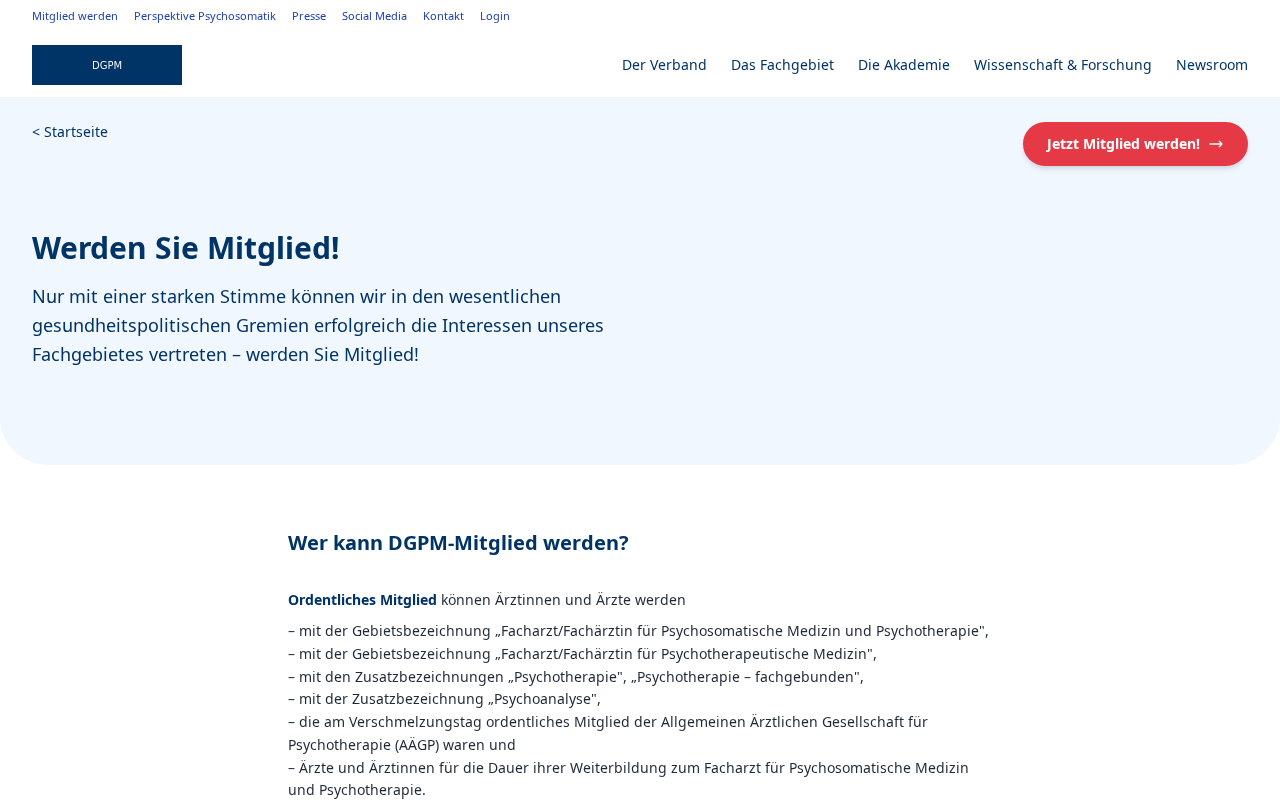 Mitglied werden Perspektive Psychosomatik Presse Social Media Kontakt Login
DGPM
Der Verband Das Fachgebiet Die Akademie Wissenschaft & Forschung Newsroom
< Startseite
Jetzt Mitglied werden! →
Werden Sie Mitglied!
Nur mit einer starken Stimme können wir in den wesentlichen
gesundheitspolitischen Gremien erfolgreich die Interessen unseres
Fachgebietes vertreten – werden Sie Mitglied!
Wer kann DGPM-Mitglied werden?
Ordentliches Mitglied können Ärztinnen und Ärzte werden
– mit der Gebietsbezeichnung „Facharzt/Fachärztin für Psychosomatische Medizin und Psychotherapie",
– mit der Gebietsbezeichnung „Facharzt/Fachärztin für Psychotherapeutische Medizin",
– mit den Zusatzbezeichnungen „Psychotherapie", „Psychotherapie – fachgebunden",
– mit der Zusatzbezeichnung „Psychoanalyse",
– die am Verschmelzungstag ordentliches Mitglied der Allgemeinen Ärztlichen Gesellschaft für
Psychotherapie (AÄGP) waren und
– Ärzte und Ärztinnen für die Dauer ihrer Weiterbildung zum Facharzt für Psychosomatische Medizin
und Psychotherapie.